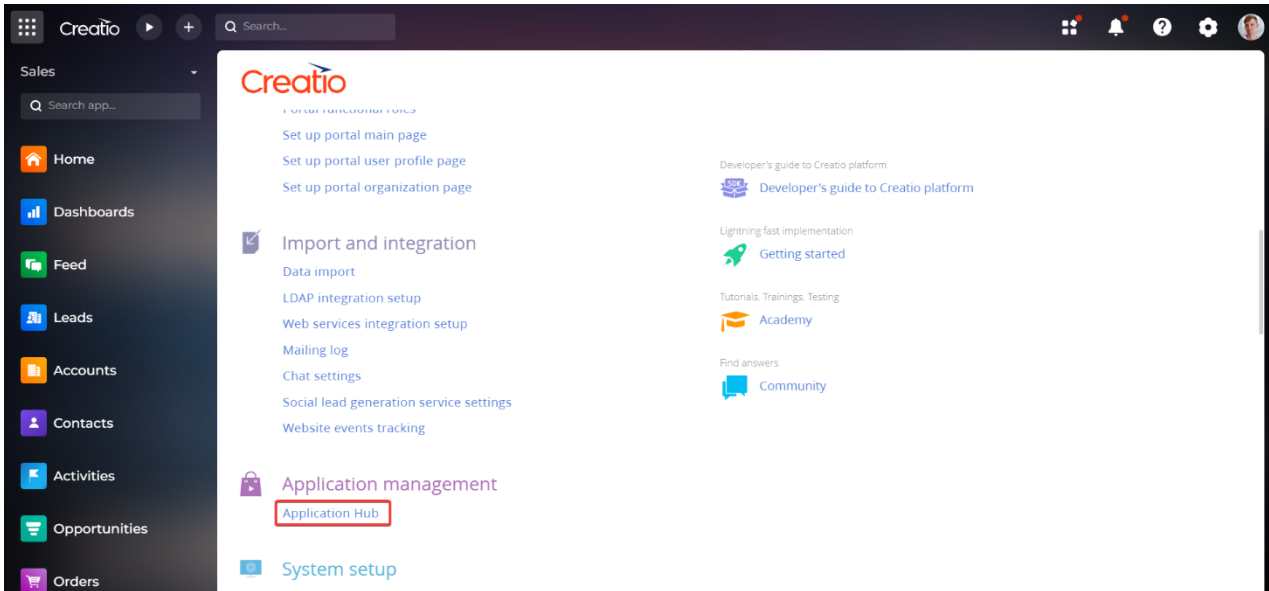 Creatio
Search...
Sales
Search app...
Home
Dashboards
Feed
Leads
Accounts
Contacts
Activities
Opportunities
Orders
Creatio
Portal functional roles
Set up portal main page
Set up portal user profile page
Set up portal organization page
Import and integration
Data import
LDAP integration setup
Web services integration setup
Mailing log
Chat settings
Social lead generation service settings
Website events tracking
Application management
Application Hub
System setup
Developer's guide to Creatio platform
SDK
Developer's guide to Creatio platform
Lightning fast implementation
Getting started
Tutorials. Trainings. Testing
Academy
Find answers
Community